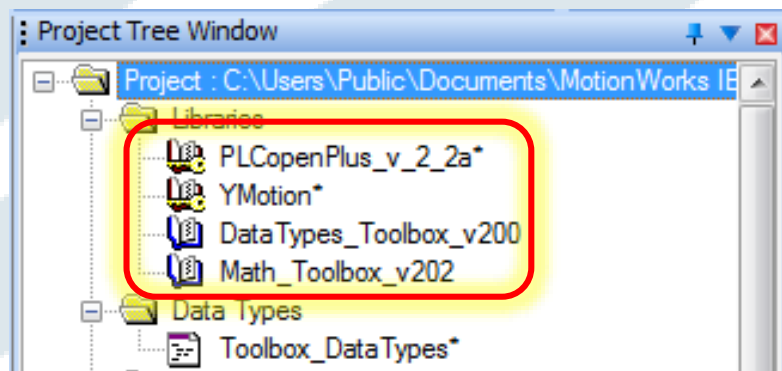 Project Tree Window
Project : C:\Users\Public\Documents\MotionWorks IE
Libraries
PLCopenPlus_v_2_2a*
YMotion*
DataTypes_Toolbox_v200
Math_Toolbox_v202
Data Types
Toolbox_DataTypes*